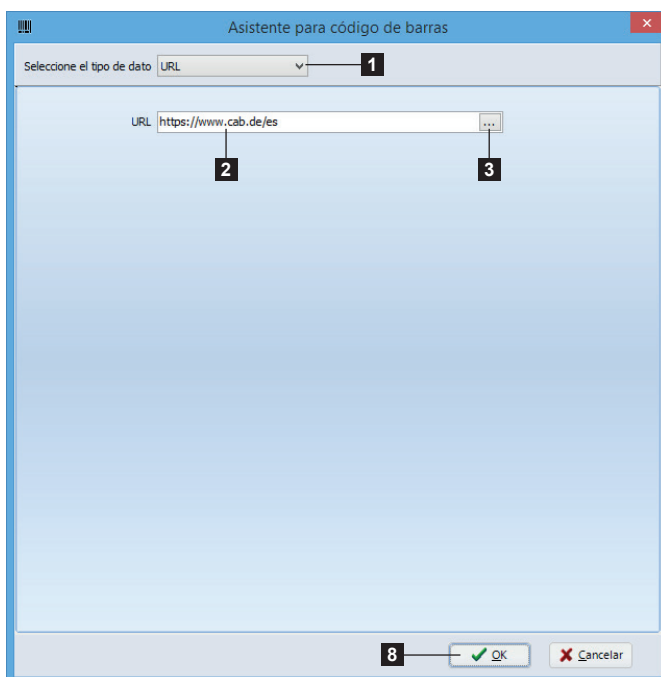 Asistente para código de barras
Seleccione el tipo de dato URL 1
URL https://www.cab.de/es ...
2 3
8 OK Cancelar